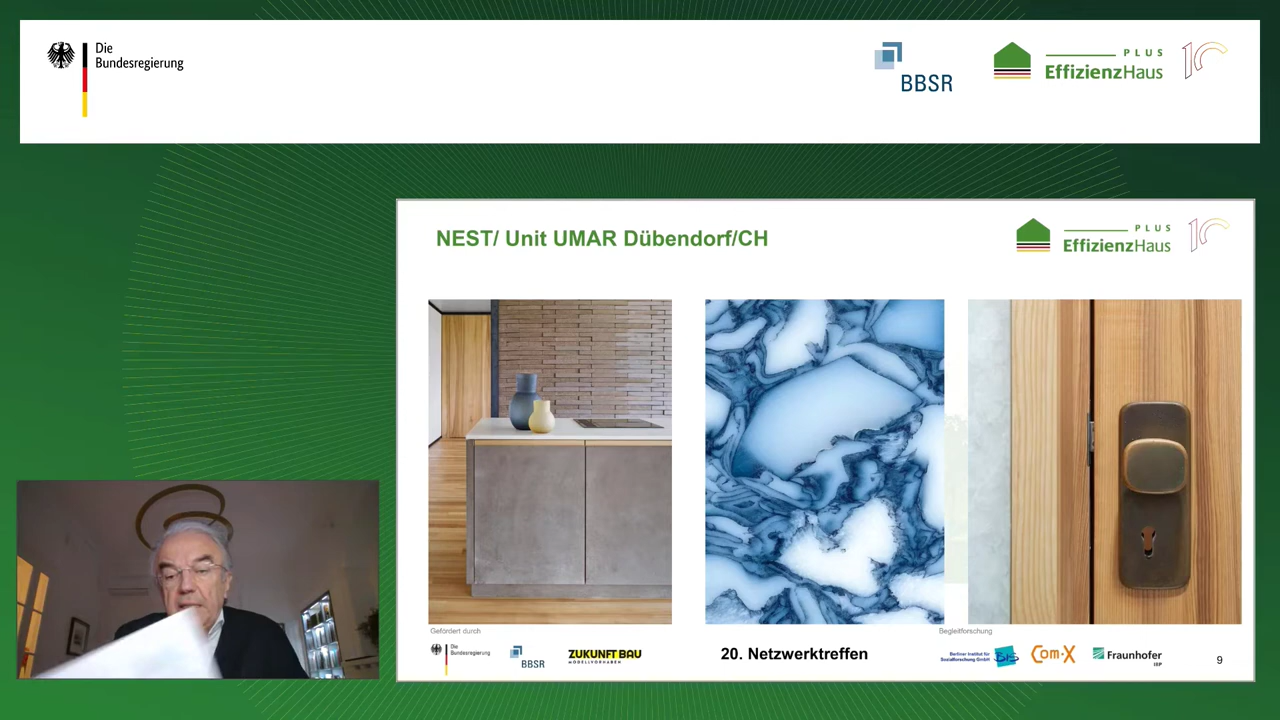 Die
Bundesregierung
BBSR
PLUS
EffizienzHaus
NEST/ Unit UMAR Dübendorf/CH
PLUS
EffizienzHaus
Gefördert durch
Begleitforschung
Die
Bundesregierung
BBSR
ZUKUNFT BAU
MODELLVORHABEN
20. Netzwerktreffen
Berliner Institut für
Sozialforschung GmbH
BIS
Com-X
Fraunhofer
IBP
9